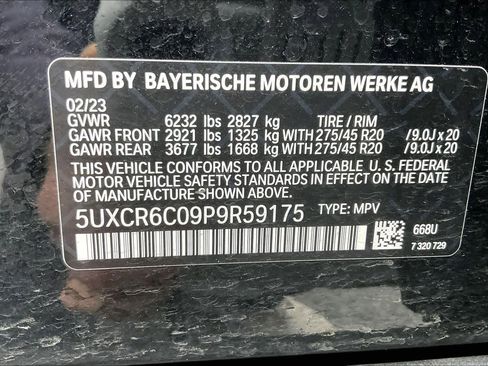 MFD BY BAYERISCHE MOTOREN WERKE AG
02/23
GVWR 6232 lbs 2827 kg TIRE / RIM
GAWR FRONT 2921 lbs 1325 kg WITH 275/45 R20 /9.0J x 20
GAWR REAR 3677 lbs 1668 kg WITH 275/45 R20 /9.0J x 20
THIS VEHICLE CONFORMS TO ALL APPLICABLE U. S. FEDERAL
MOTOR VEHICLE SAFETY STANDARDS IN EFFECT ON THE DATE
OF MANUFACTURE SHOWN ABOVE.
5UXCR6C09P9R59175 TYPE: MPV
668U
7 320 729